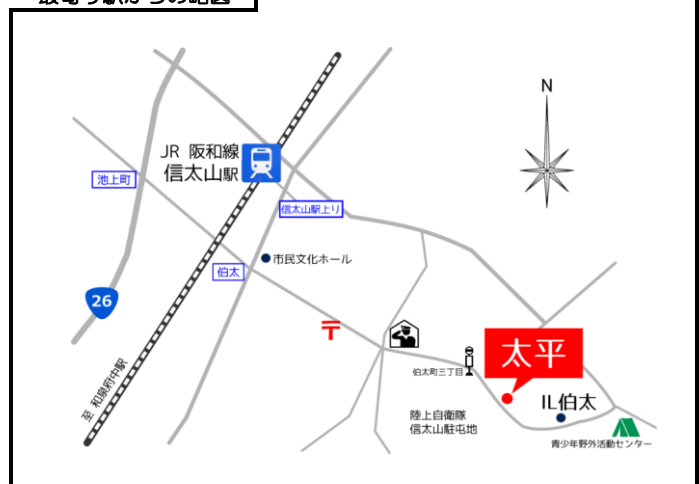 最寄り駅からの略図
N
JR 阪和線
信太山駅
池上町
信太山駅上り
市民文化ホール
伯太
26
〒
太平
伯太町三丁目
IL伯太
陸上自衛隊
信太山駐屯地
青少年野外活動センター
至 和泉府中駅